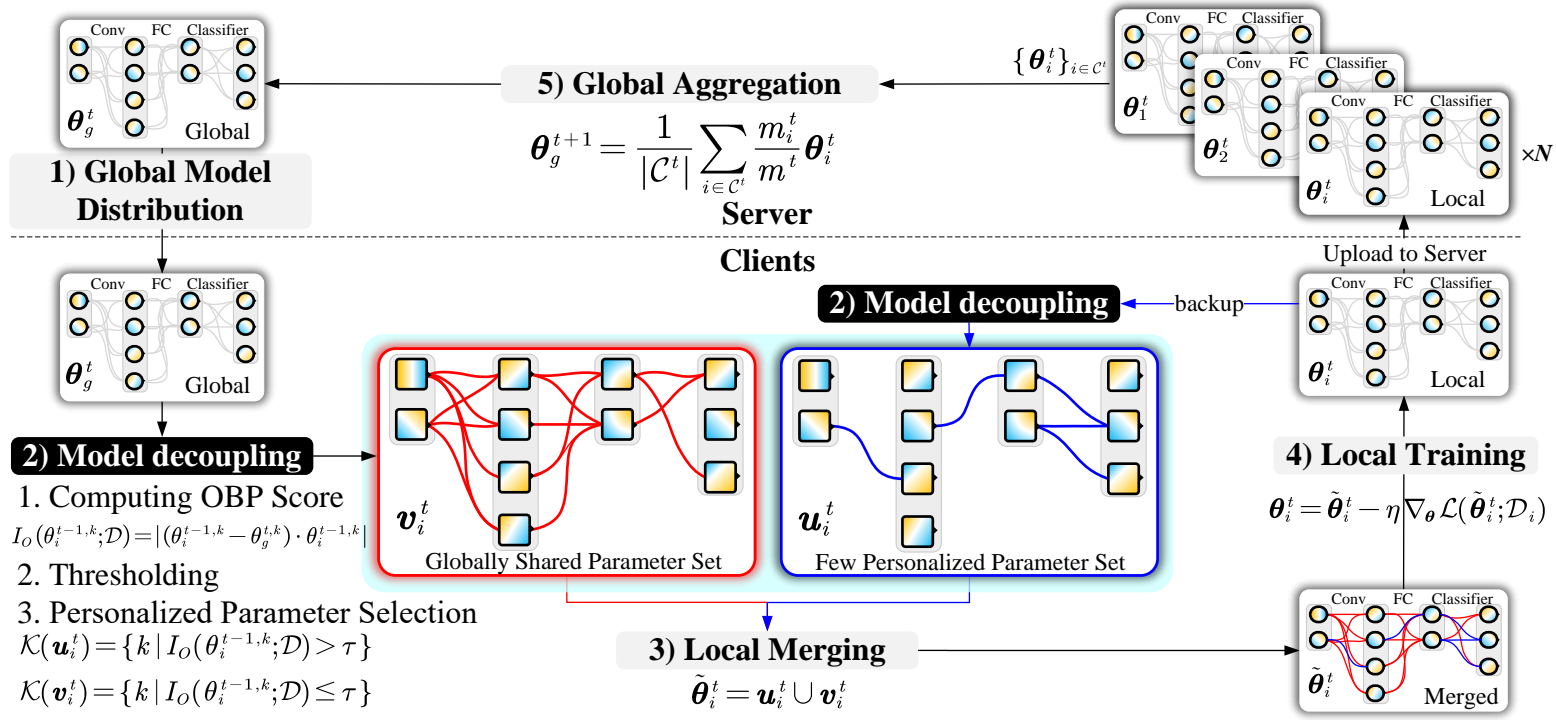 Conv FC Classifier
θ_g^t
Global
1) Global Model
Distribution
5) Global Aggregation
θ_g^{t+1} = \frac{1}{|C^t|} \sum_{i∈C^t} \frac{m_i^t}{m^t} θ_i^t
{θ_i^t}_{i∈C^t}
Conv FC Classifier
θ_1^t
Conv FC Classifier
θ_2^t
Conv FC Classifier
θ_i^t
Local
×N
Server
Clients
Upload to Server
Conv FC Classifier
θ_g^t
Global
2) Model decoupling
1. Computing OBP Score
I_O(θ_i^{t-1,k};D)=|(θ_i^{t-1,k} − θ_g^{t,k})·θ_i^{t-1,k}|
2. Thresholding
3. Personalized Parameter Selection
K(u_i^t)={k | I_O(θ_i^{t-1,k};D)>τ}
K(v_i^t)={k | I_O(θ_i^{t-1,k};D)≤τ}
2) Model decoupling
backup
v_i^t
Globally Shared Parameter Set
u_i^t
Few Personalized Parameter Set
3) Local Merging
θ̃_i^t = u_i^t ∪ v_i^t
Conv FC Classifier
θ_i^t
Local
4) Local Training
θ_i^t = θ̃_i^t − η∇_θ L(θ̃_i^t;D_i)
Conv FC Classifier
θ̃_i^t
Merged